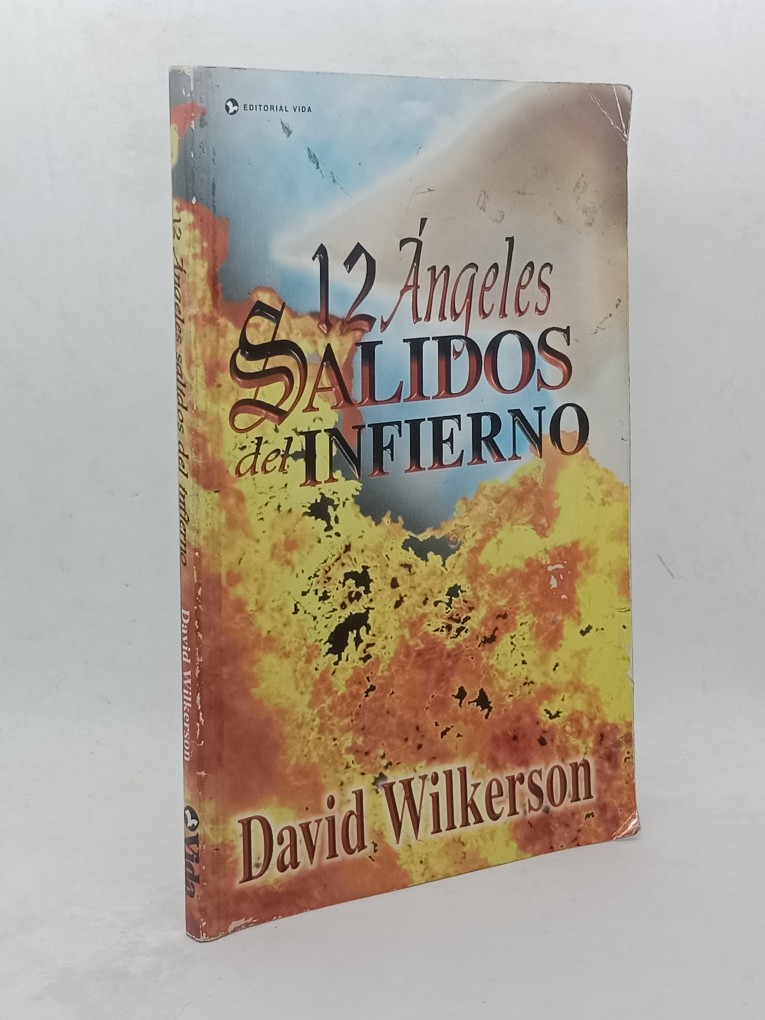 EDITORIAL VIDA
12 Ángeles
SALIDOS
del INFIERNO
David Wilkerson
12 Ángeles salidos del Infierno
David Wilkerson
Vida